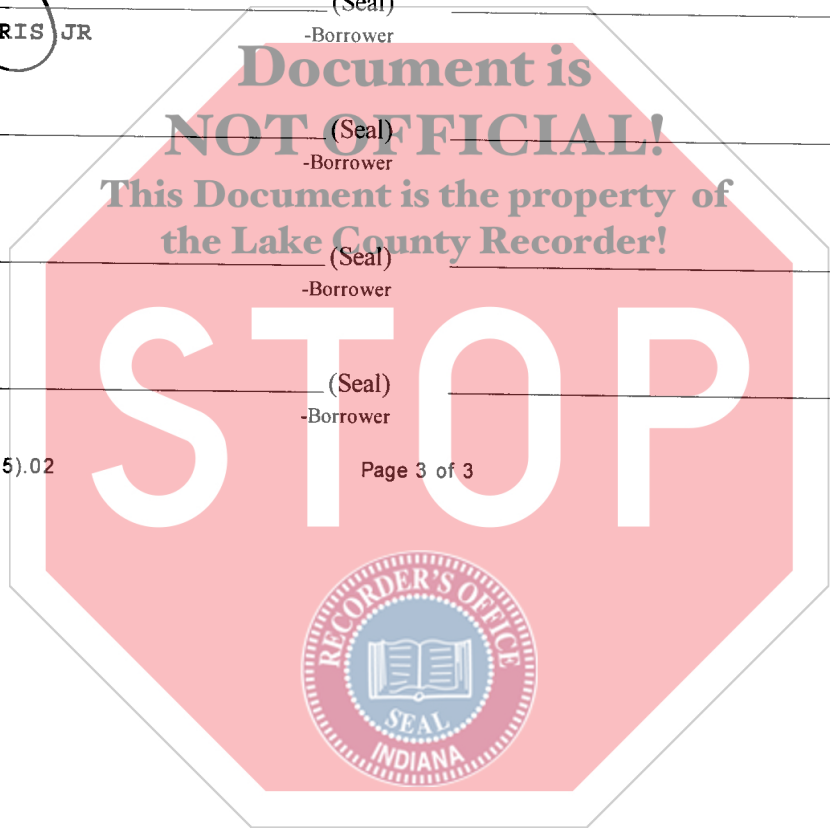 (Seal)
RIS JR
-Borrower
Document is
NOT OFFICIAL!
(Seal)
-Borrower
This Document is the property of
the Lake County Recorder!
(Seal)
-Borrower
STOP
(Seal)
-Borrower
5).02 Page 3 of 3
RECORDER'S OFFICE
SEAL
INDIANA